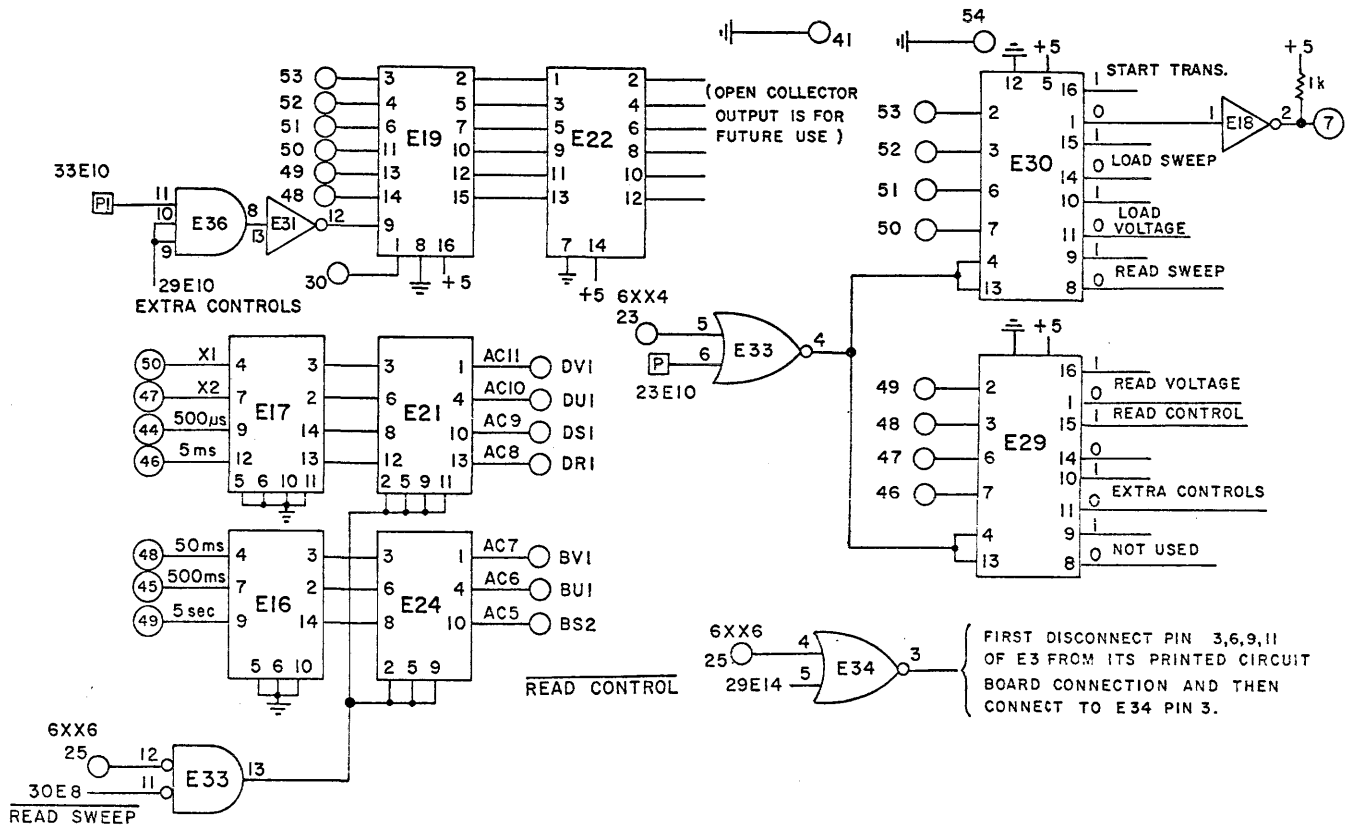 41
54
53
52
51
50
49
48
3
4
6
11
13
14
9
E19
2
5
7
10
12
15
1 8 16
+5
30
1
3
5
9
11
13
E22
2
4
6
8
10
12
7 14
+5
(OPEN COLLECTOR
OUTPUT IS FOR
FUTURE USE)
33E10
P1
11
10
9
E36
8
13
E31
12
29E10
EXTRA CONTROLS
+5
12 5
53
52
51
50
2
3
6
7
4
13
E30
16 1 START TRANS.
1 0
15 1
14 0 LOAD SWEEP
10 1
11 0 LOAD
VOLTAGE
9 1
8 0 READ SWEEP
1 E18 2
+5
1k
7
6XX4
23
5
P 6
23E10
E33
4
+5
49
48
47
46
2
3
6
7
4
13
E29
16 1
1 0 READ VOLTAGE
15 1 READ CONTROL
14 0
10 1
11 0 EXTRA CONTROLS
9 1
8 0 NOT USED
50 X1 4
47 X2 7
44 500µs 9
46 5ms 12
E17
3
2
14
13
5 6 10 11
3
6
8
12
E21
1 AC11 DV1
4 AC10 DU1
10 AC9 DS1
13 AC8 DR1
2 5 9 11
48 50ms 4
45 500ms 7
49 5sec 9
E16
3
2
14
5 6 10
3
6
8
E24
1 AC7 BV1
4 AC6 BU1
10 AC5 BS2
2 5 9
READ CONTROL
6XX6
25
12
11
30E8
READ SWEEP
E33
13
6XX6
25
4
5
29E14
E34
3
FIRST DISCONNECT PIN 3,6,9,11
OF E3 FROM ITS PRINTED CIRCUIT
BOARD CONNECTION AND THEN
CONNECT TO E34 PIN 3.